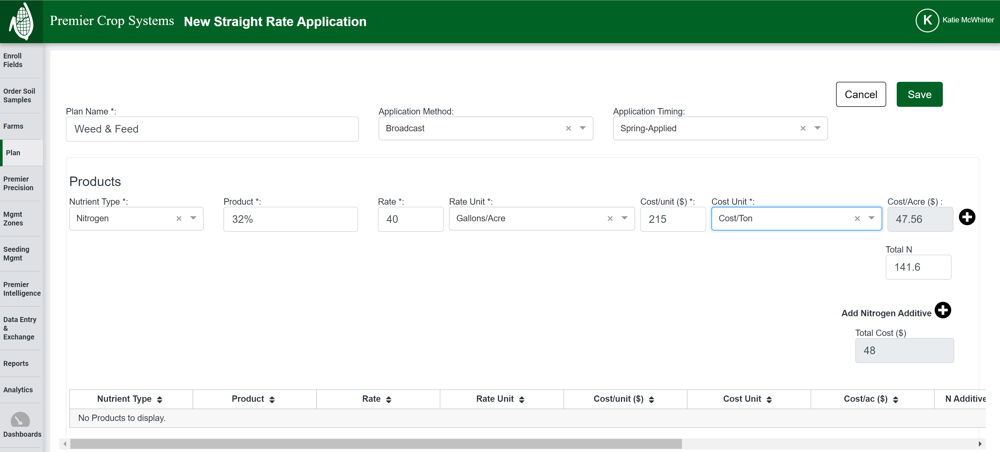 Premier Crop Systems New Straight Rate Application
K Katie McWhirter
Enroll
Fields
Order Soil
Samples
Farms
Plan
Premier
Precision
Mgmt
Zones
Seeding
Mgmt
Premier
Intelligence
Data Entry
&
Exchange
Reports
Analytics
Dashboards
Cancel Save
Plan Name *: Application Method: Application Timing:
Weed & Feed Broadcast × Spring-Applied ×
Products
Nutrient Type *: Product *: Rate *: Rate Unit *: Cost/unit ($) *: Cost Unit *: Cost/Acre ($) :
Nitrogen × 32% 40 Gallons/Acre × 215 Cost/Ton × 47.56
Total N
141.6
Add Nitrogen Additive
Total Cost ($)
48
Nutrient Type Product Rate Rate Unit Cost/unit ($) Cost Unit Cost/ac ($) N Additive
No Products to display.